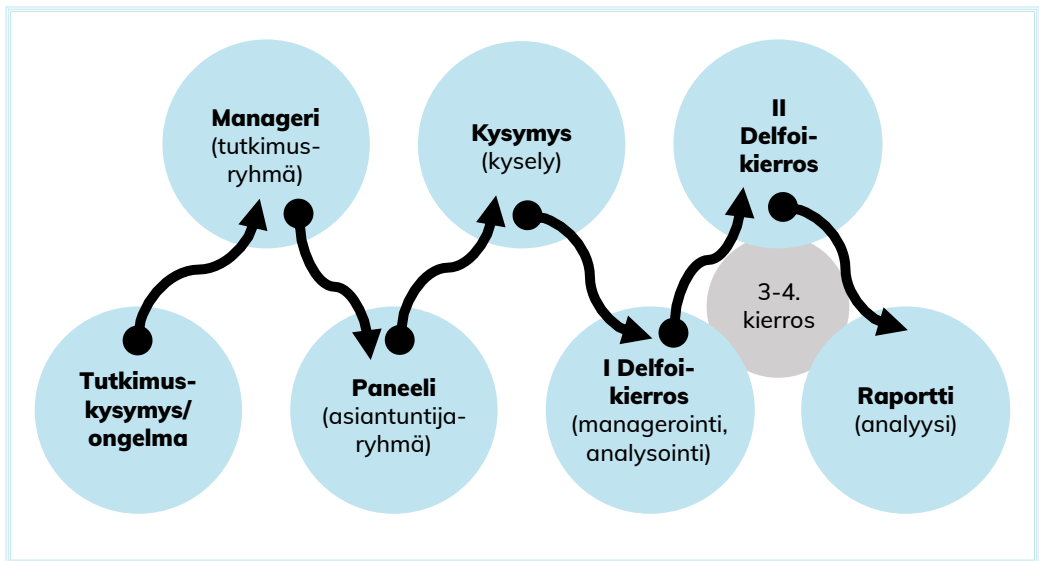 Manageri
(tutkimus-
ryhmä)
Kysymys
(kysely)
II
Delfoi-
kierros
3-4.
kierros
Tutkimus-
kysymys/
ongelma
Paneeli
(asiantuntija-
ryhmä)
I Delfoi-
kierros
(managerointi,
analysointi)
Raportti
(analyysi)